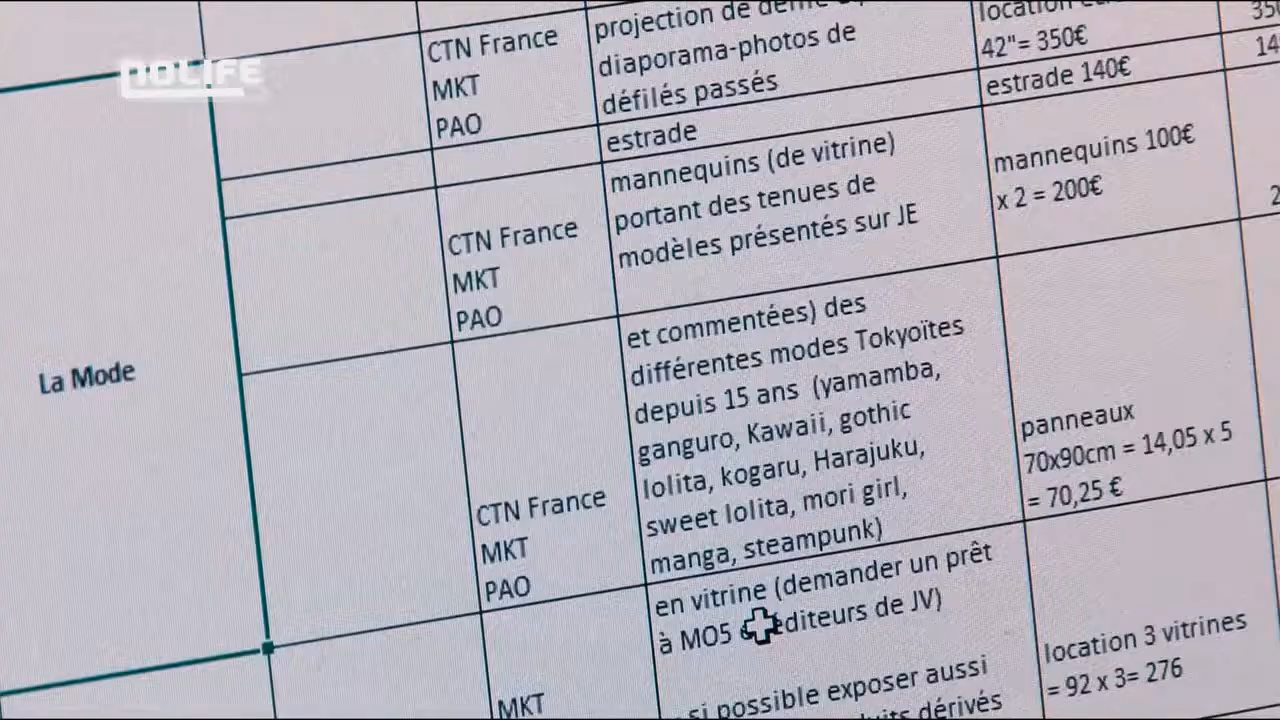 NOLIFE
La Mode
CTN France
MKT
PAO
projection de
diaporama-photos de
défilés passés
location
42"= 350€
estrade
estrade 140€
CTN France
MKT
PAO
mannequins (de vitrine)
portant des tenues de
modèles présentés sur JE
mannequins 100€
x 2 = 200€
CTN France
MKT
PAO
et commentées) des
différentes modes Tokyoïtes
depuis 15 ans (yamamba,
ganguro, Kawaii, gothic
lolita, kogaru, Harajuku,
sweet lolita, mori girl,
manga, steampunk)
panneaux
70x90cm = 14,05 x 5
= 70,25 €
MKT
en vitrine (demander un prêt
à MO5 éditeurs de JV)
si possible exposer aussi
dérivés
location 3 vitrines
= 92 x 3= 276